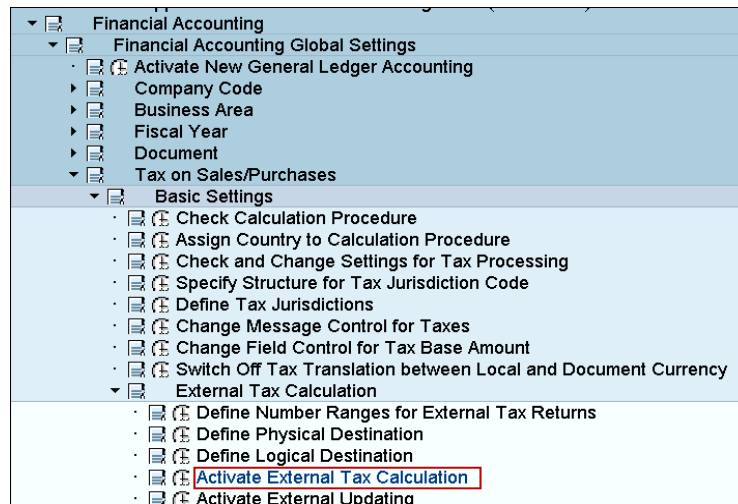 Financial Accounting
Financial Accounting Global Settings
Activate New General Ledger Accounting
Company Code
Business Area
Fiscal Year
Document
Tax on Sales/Purchases
Basic Settings
Check Calculation Procedure
Assign Country to Calculation Procedure
Check and Change Settings for Tax Processing
Specify Structure for Tax Jurisdiction Code
Define Tax Jurisdictions
Change Message Control for Taxes
Change Field Control for Tax Base Amount
Switch Off Tax Translation between Local and Document Currency
External Tax Calculation
Define Number Ranges for External Tax Returns
Define Physical Destination
Define Logical Destination
Activate External Tax Calculation
Activate External Updating